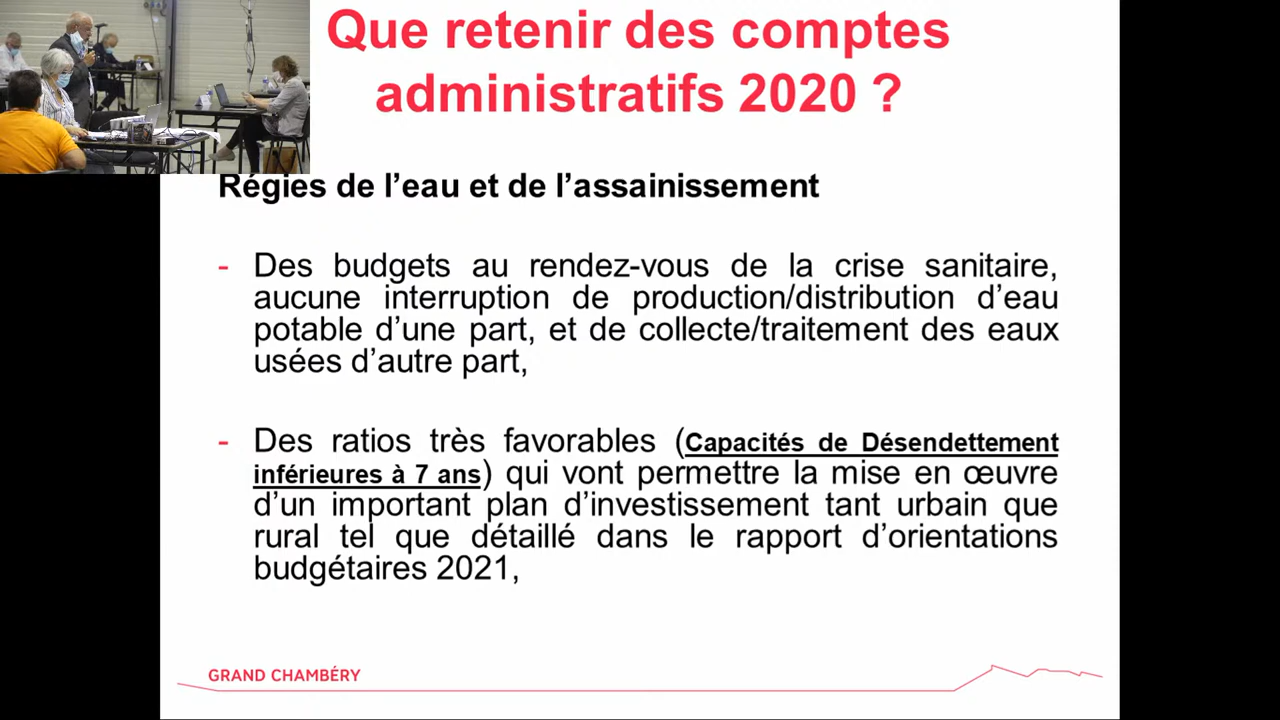 Que retenir des comptes
administratifs 2020 ?
Régies de l’eau et de l’assainissement
- Des budgets au rendez-vous de la crise sanitaire,
aucune interruption de production/distribution d’eau
potable d’une part, et de collecte/traitement des eaux
usées d’autre part,
- Des ratios très favorables (Capacités de Désendettement
inférieures à 7 ans) qui vont permettre la mise en œuvre
d’un important plan d’investissement tant urbain que
rural tel que détaillé dans le rapport d’orientations
budgétaires 2021,
GRAND CHAMBÉRY